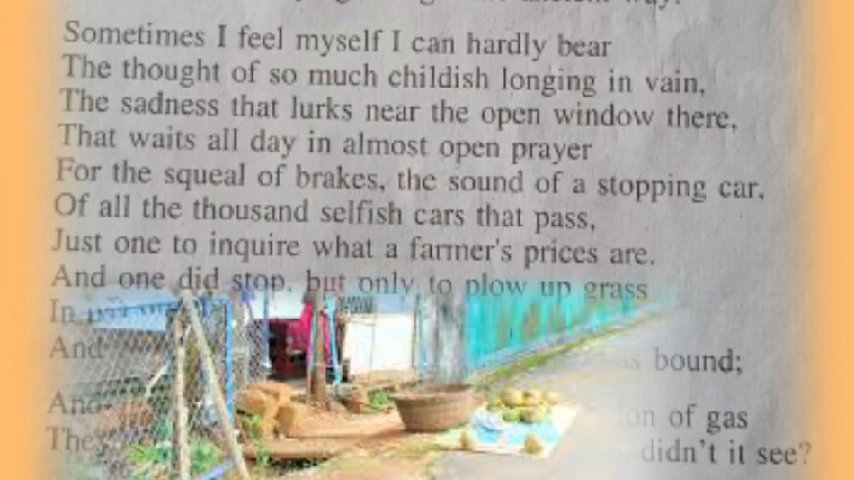 Sometimes I feel myself I can hardly bear
The thought of so much childish longing in vain,
The sadness that lurks near the open window there,
That waits all day in almost open prayer
For the squeal of brakes, the sound of a stopping car,
Of all the thousand selfish cars that pass,
Just one to inquire what a farmer's prices are.
And one did stop, but only to plow up grass
In
And bound;
And of gas
The didn't it see?